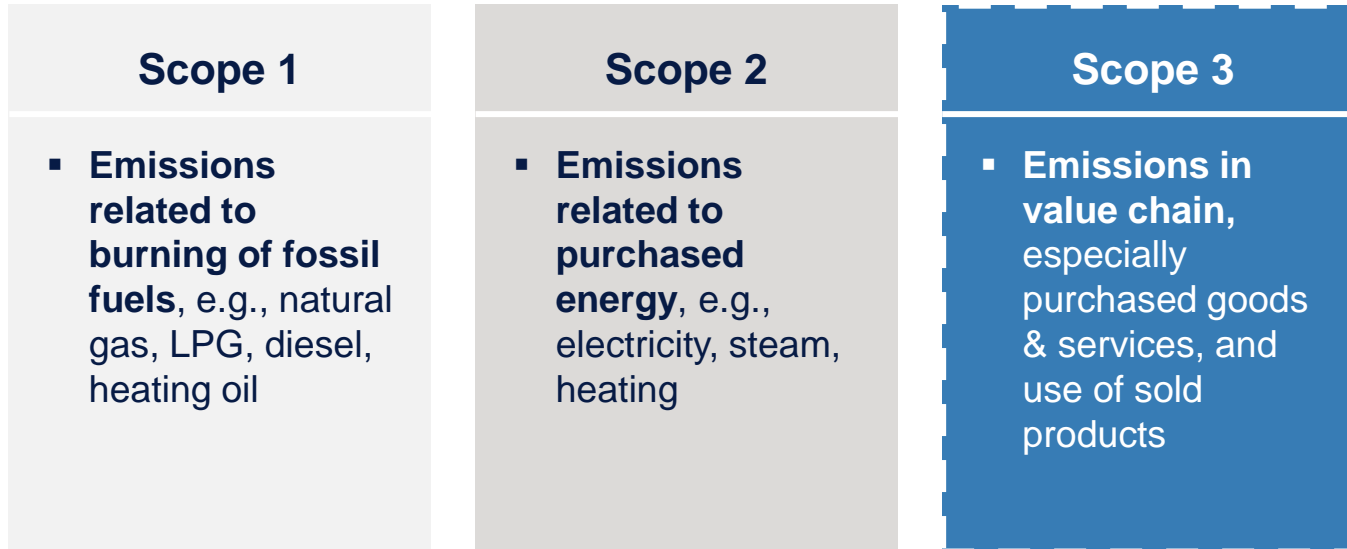 Scope 1
▪ Emissions
related to
burning of fossil
fuels, e.g., natural
gas, LPG, diesel,
heating oil
Scope 2
▪ Emissions
related to
purchased
energy, e.g.,
electricity, steam,
heating
Scope 3
▪ Emissions in
value chain,
especially
purchased goods
& services, and
use of sold
products